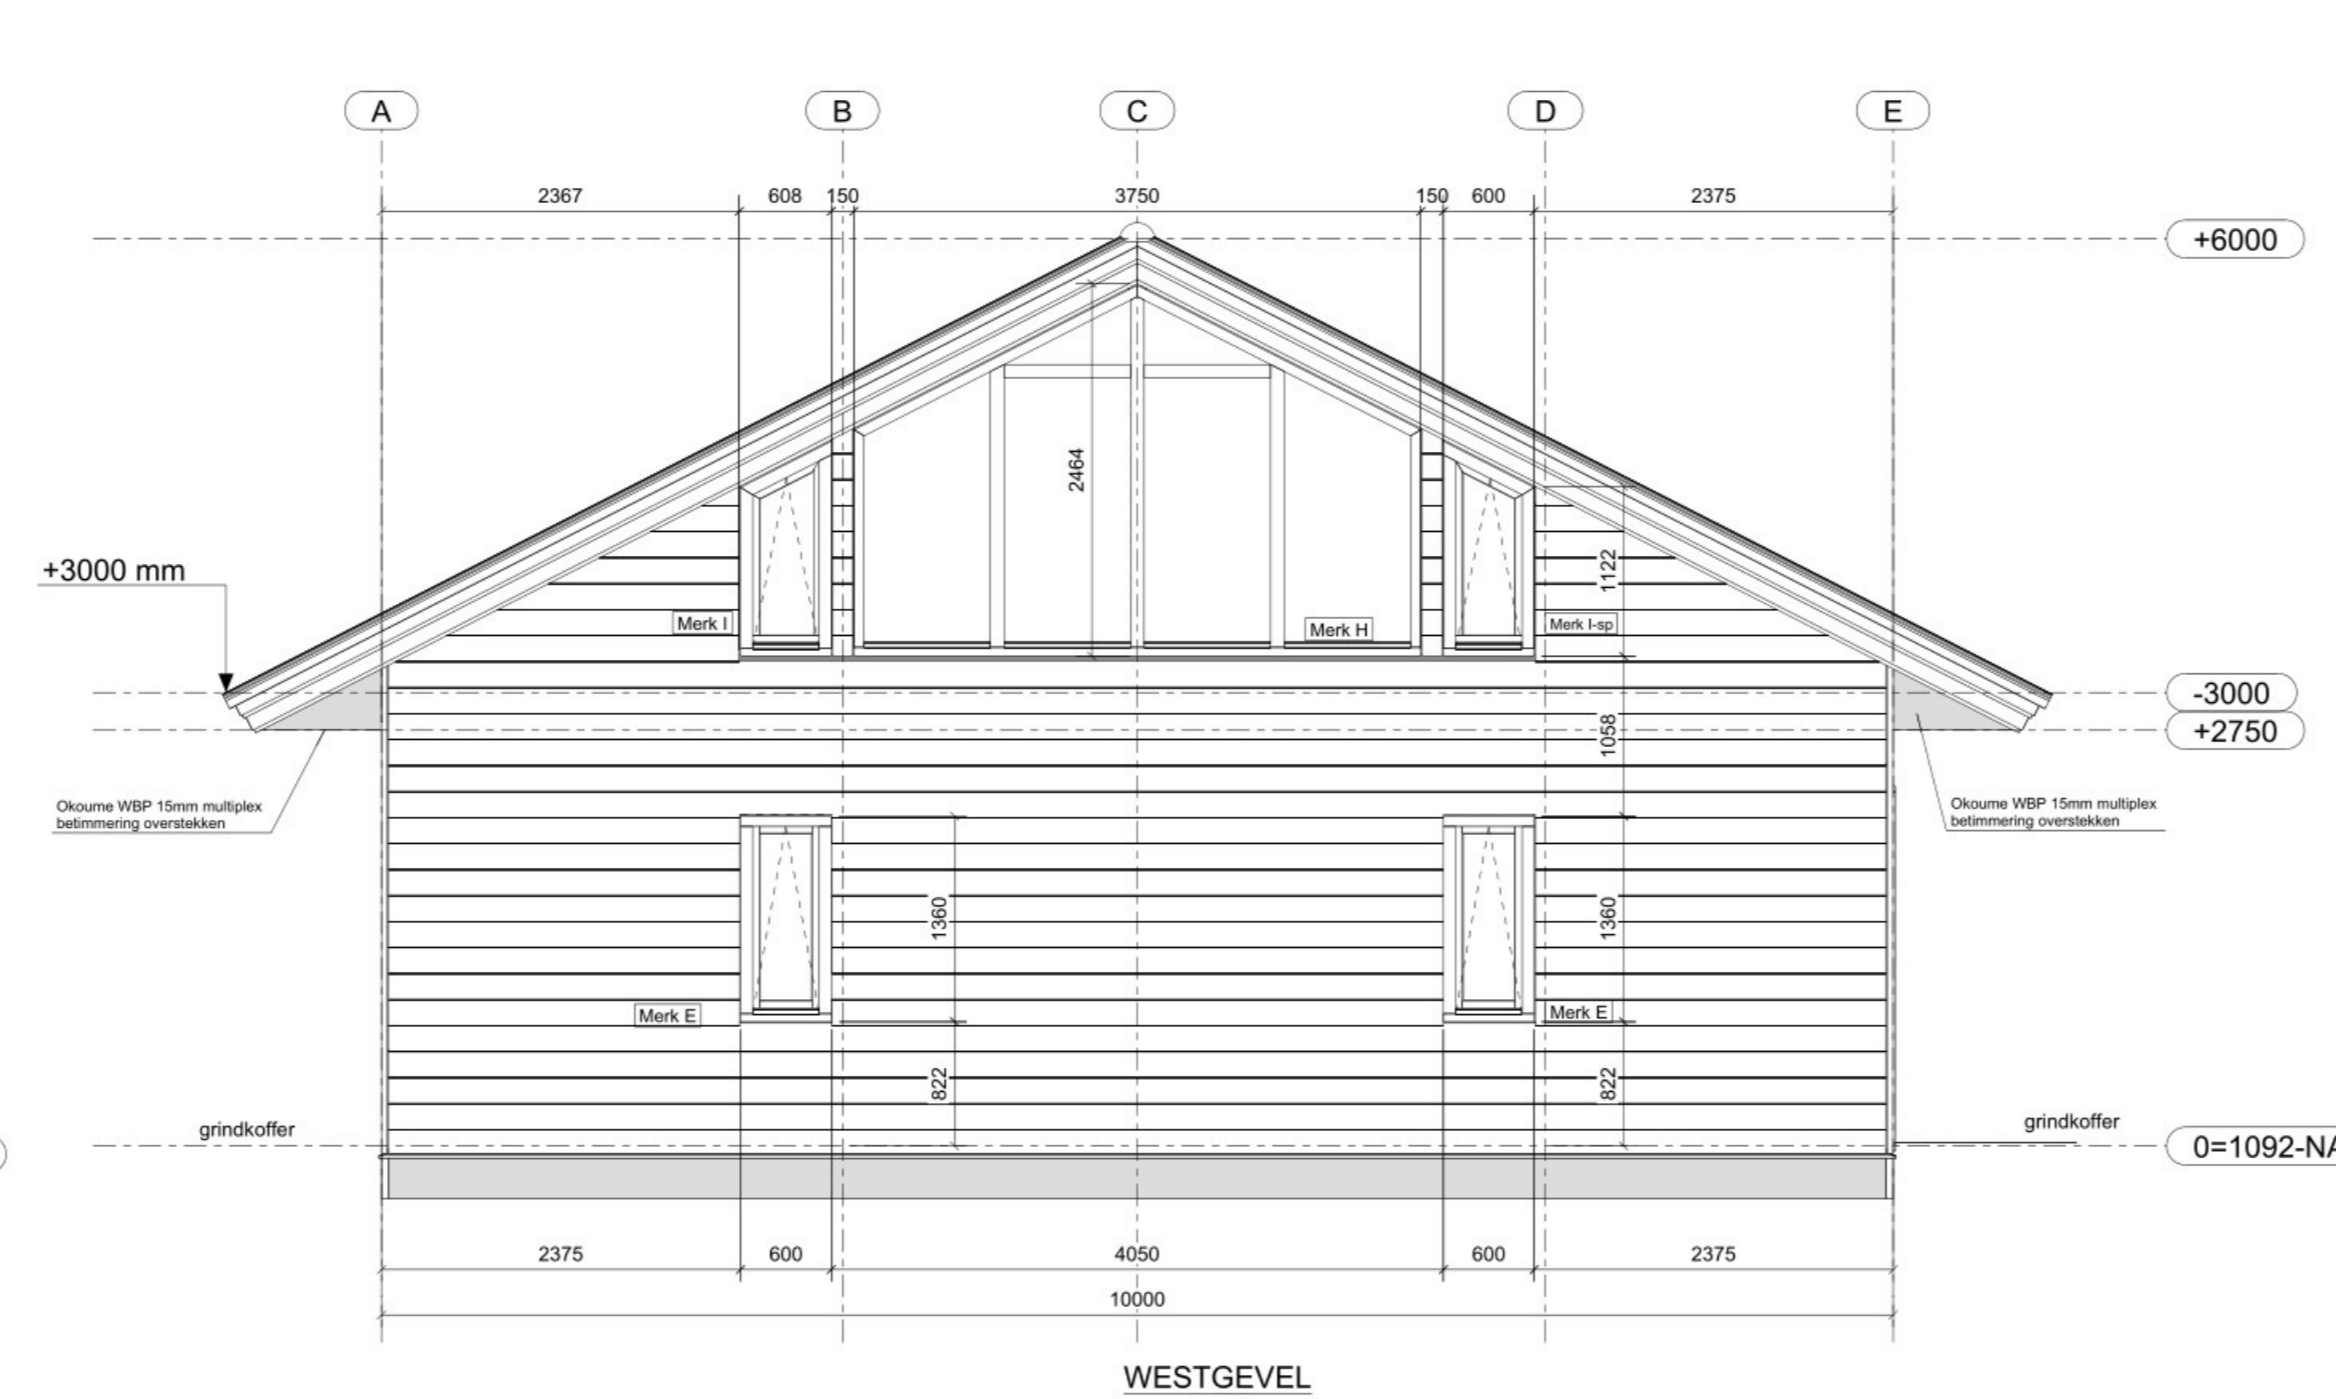 A
B
C
D
E
2367
608
150
3750
150
600
2375
+6000
2464
+3000 mm
1122
Merk I
Merk H
Merk I-sp
-3000
+2750
1058
Okoume WBP 15mm multiplex
betimmering overstekken
Okoume WBP 15mm multiplex
betimmering overstekken
1360
1360
Merk E
Merk E
822
822
grindkoffer
grindkoffer
0=1092-NA
2375
600
4050
600
2375
10000
WESTGEVEL